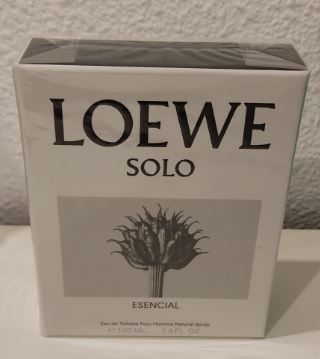 LOEWE
SOLO
ESENCIAL
Eau de Toilette Pour Homme Natural Spray
℮100 ML. 3.4 FL. OZ.